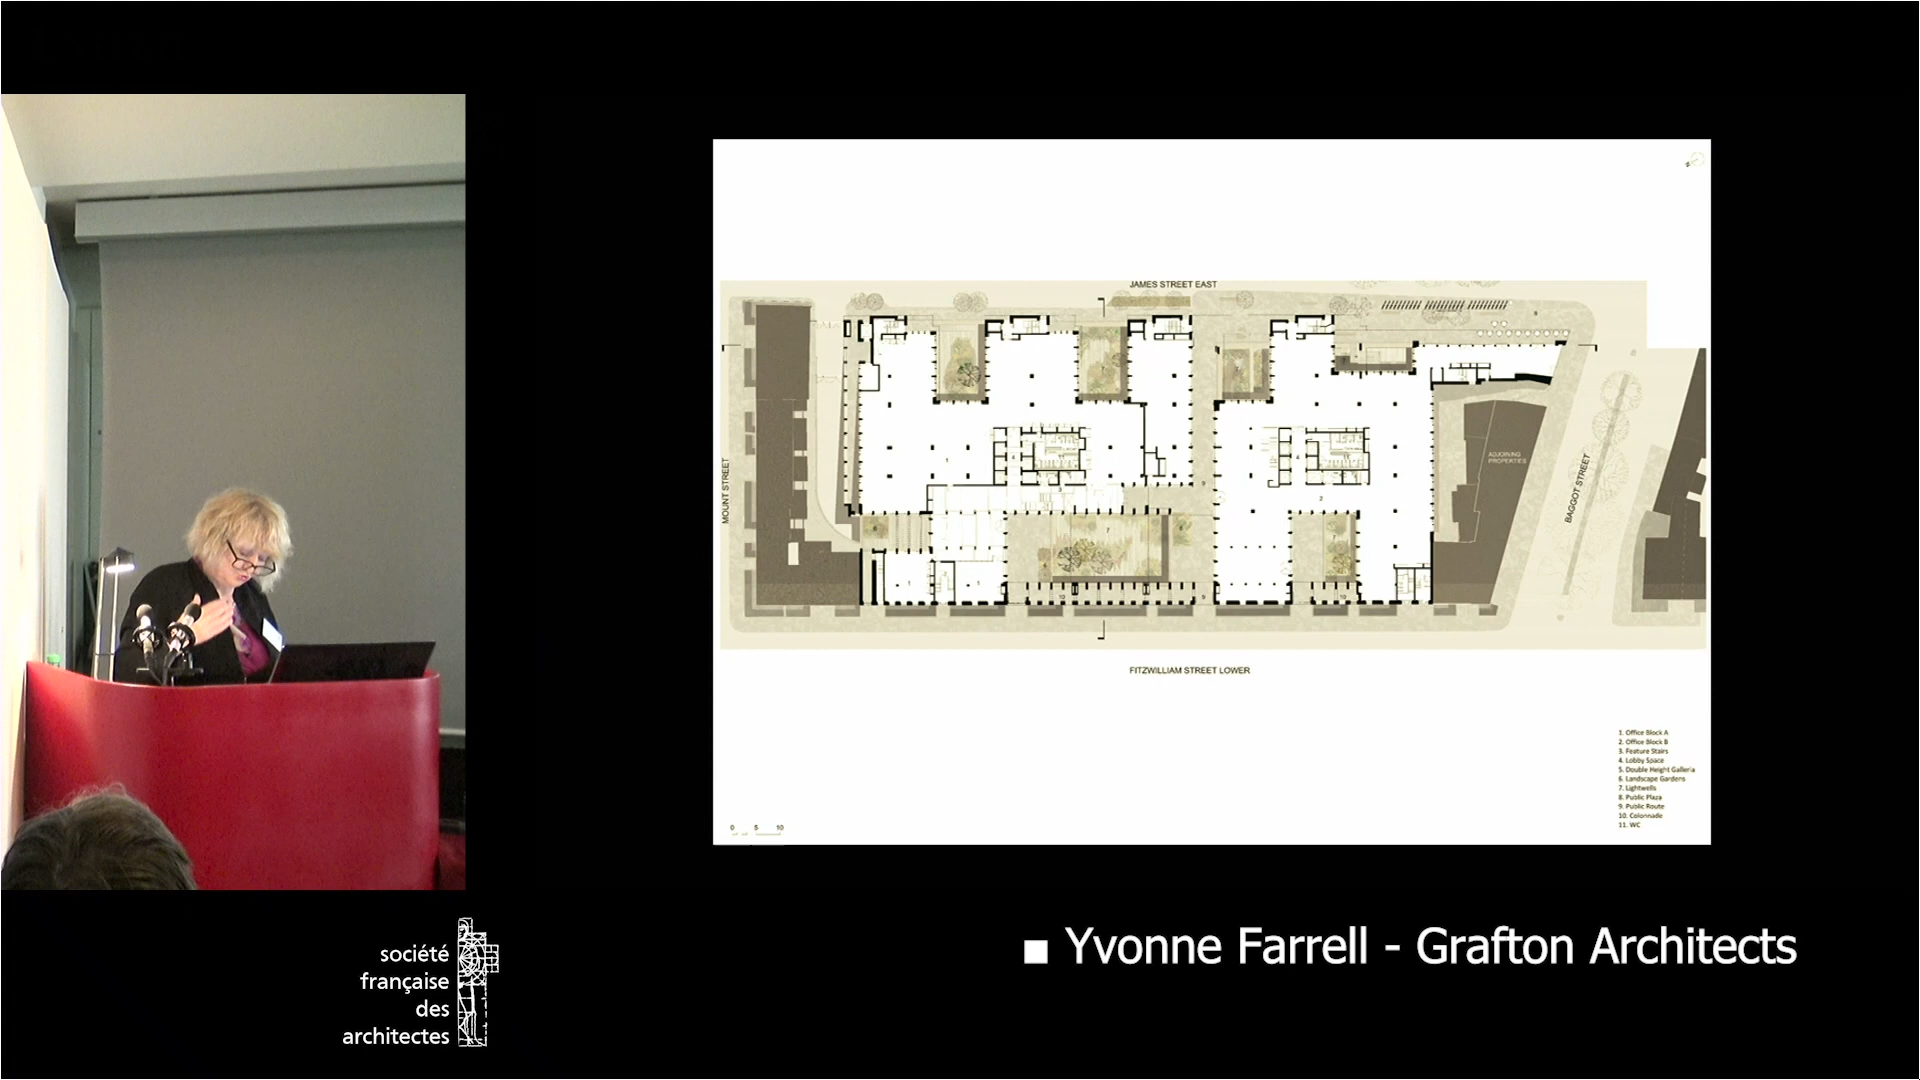 JAMES STREET EAST
MOUNT STREET
ADJOINING
PROPERTIES
BAGGOT STREET
FITZWILLIAM STREET LOWER
1. Office Block A
2. Office Block B
3. Feature Stairs
4. Lobby Space
5. Double Height Galleria
6. Landscape Gardens
7. Lightwells
8. Public Plaza
9. Public Route
10. Colonnade
11. WC
0 5 10
■ Yvonne Farrell - Grafton Architects
société
française
des
architectes